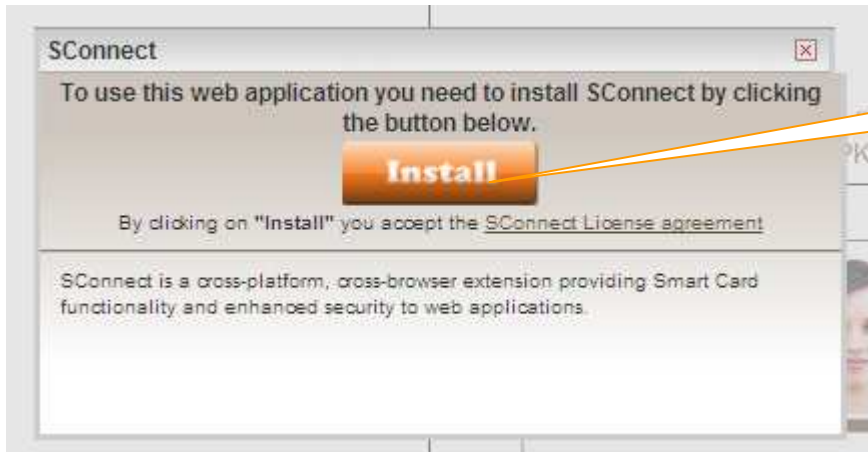 SConnect
To use this web application you need to install SConnect by clicking
the button below.
Install
By clicking on "Install" you accept the SConnect License agreement
SConnect is a cross-platform, cross-browser extension providing Smart Card
functionality and enhanced security to web applications.